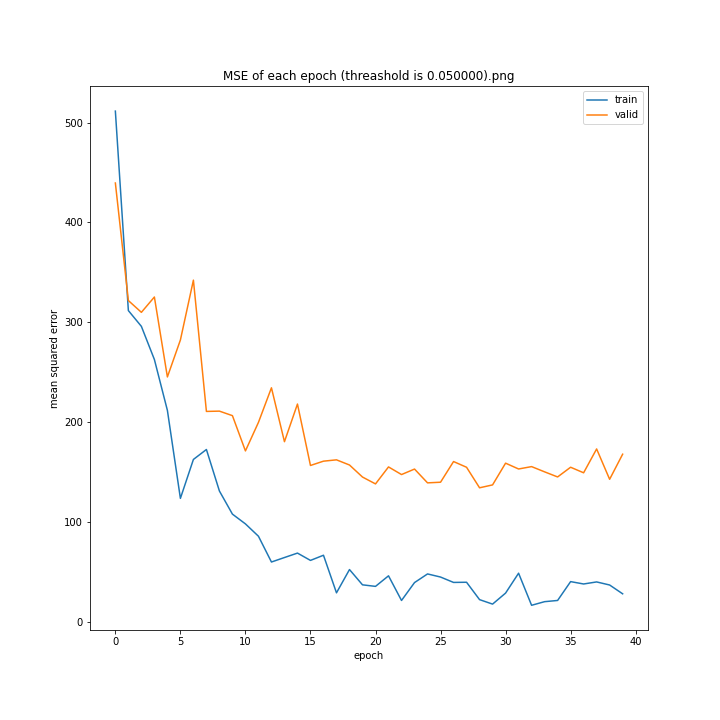 MSE of each epoch (threashold is 0.050000).png
train
valid
500
400
300
200
100
0
mean squared error
0 5 10 15 20 25 30 35 40
epoch